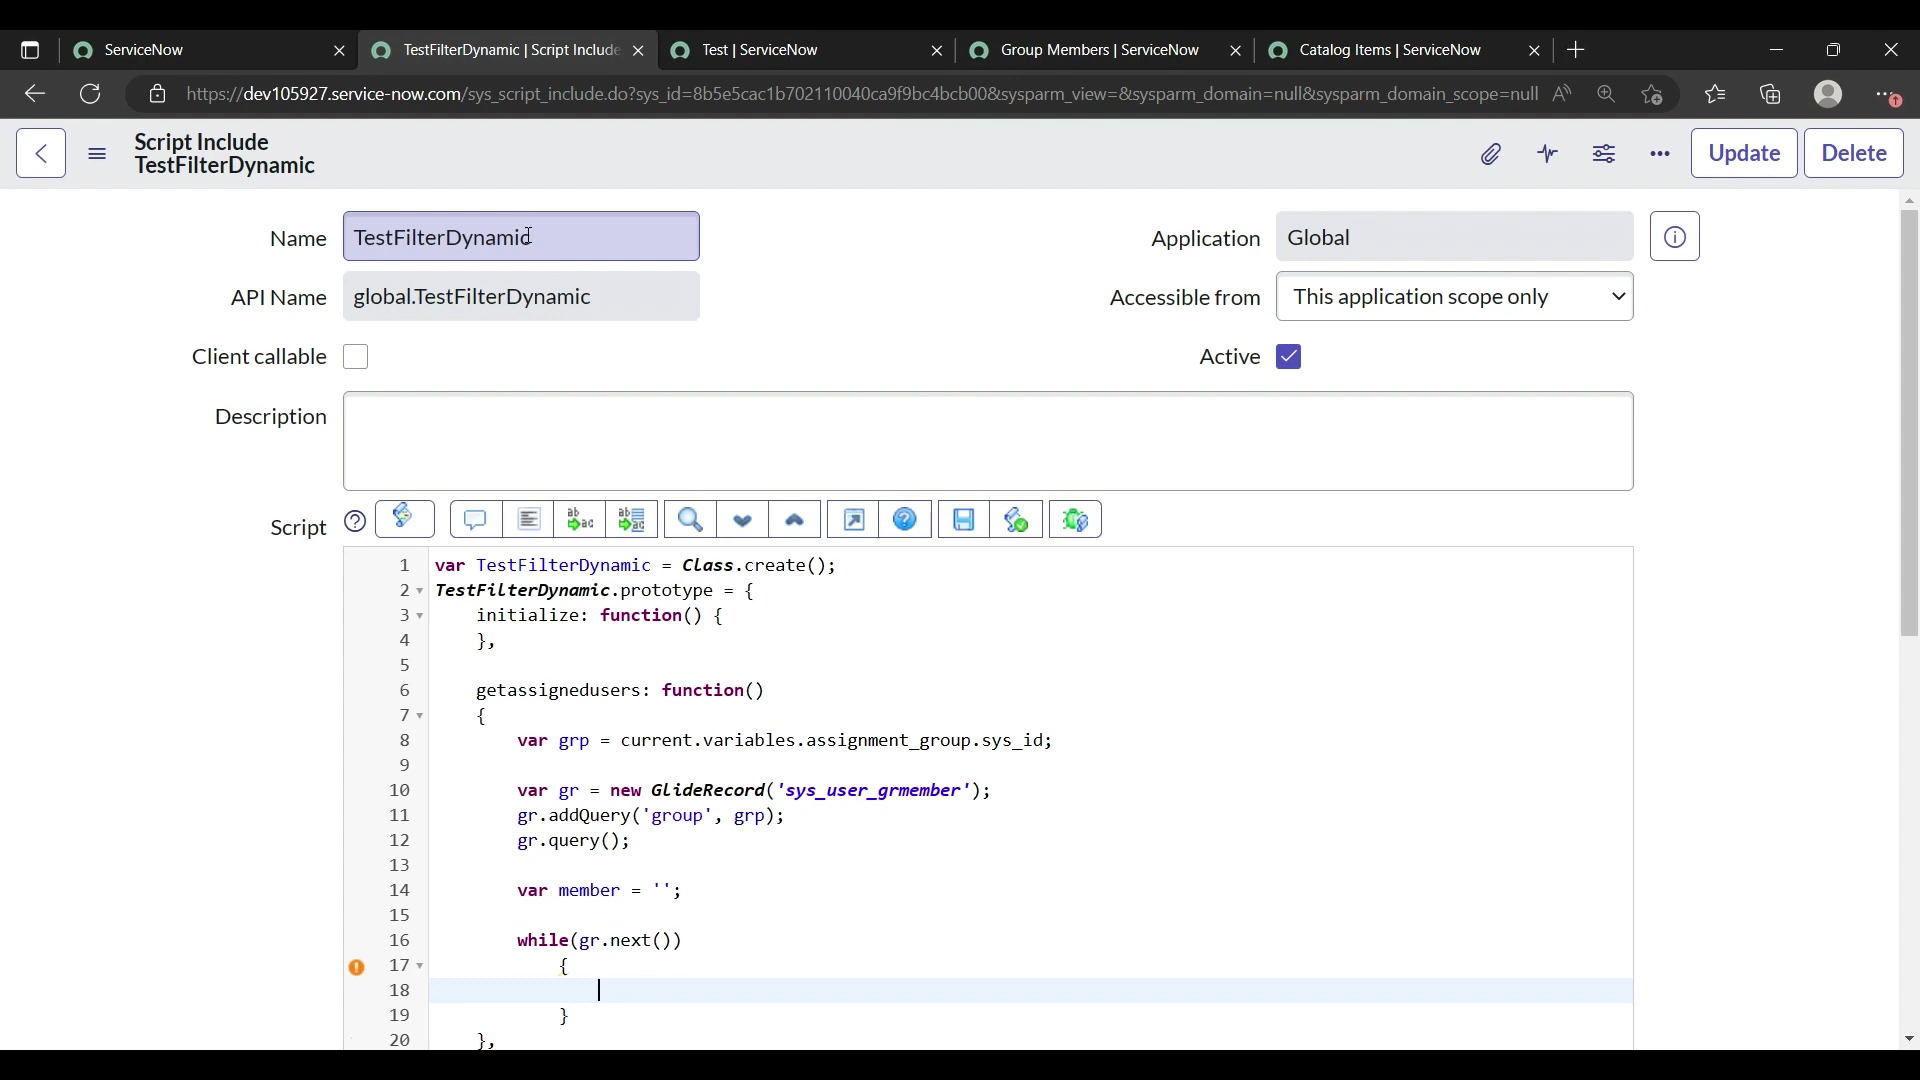 ServiceNow
TestFilterDynamic | Script Include
Test | ServiceNow
Group Members | ServiceNow
Catalog Items | ServiceNow
https://dev105927.service-now.com/sys_script_include.do?sys_id=8b5e5cac1b702110040ca9f9bc4bcb00&sysparm_view=&sysparm_domain=null&sysparm_domain_scope=null
Script Include
TestFilterDynamic
Update
Delete
Name
TestFilterDynamic
Application
Global
API Name
global.TestFilterDynamic
Accessible from
This application scope only
Client callable
Active
Description
Script
1 var TestFilterDynamic = Class.create();
2 TestFilterDynamic.prototype = {
3 initialize: function() {
4 },
5
6 getassignedusers: function()
7 {
8 var grp = current.variables.assignment_group.sys_id;
9
10 var gr = new GlideRecord('sys_user_grmember');
11 gr.addQuery('group', grp);
12 gr.query();
13
14 var member = '';
15
16 while(gr.next())
17 {
18
19 }
20 },